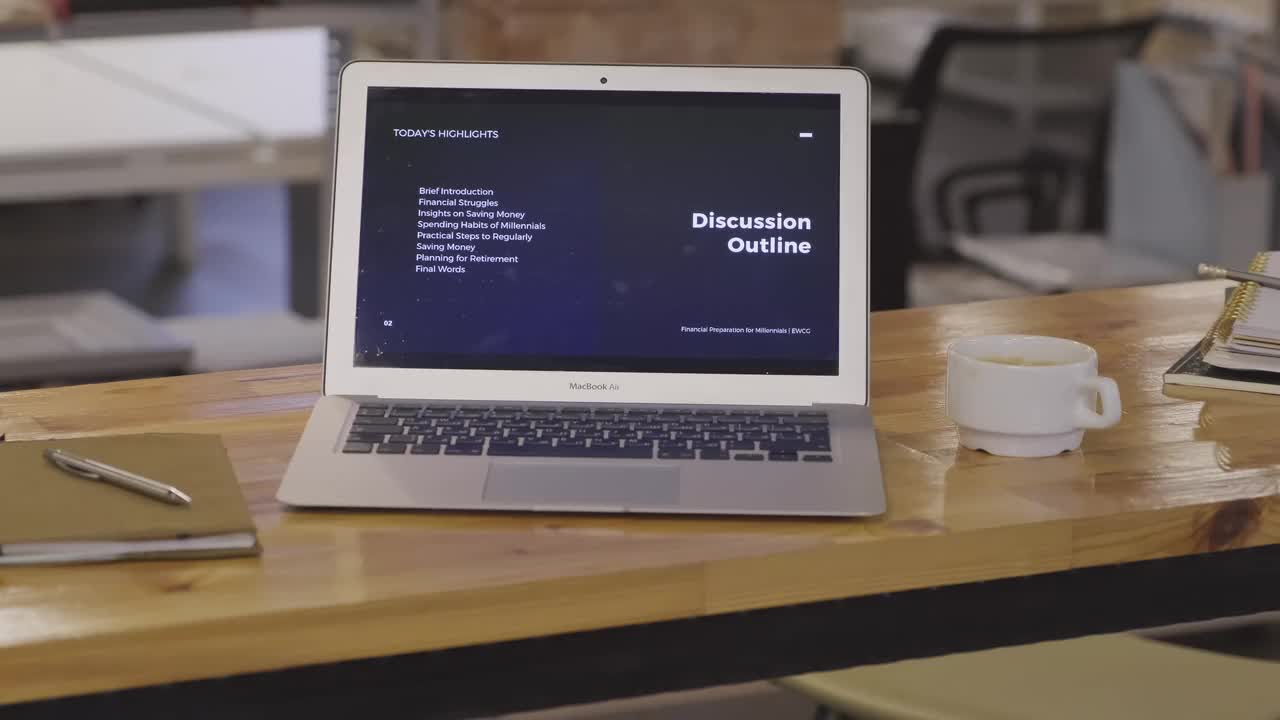 TODAY'S HIGHLIGHTS
Brief Introduction
Financial Struggles
Insights on Saving Money
Spending Habits of Millennials
Practical Steps to Regularly
Saving Money
Planning for Retirement
Final Words
Discussion
Outline
02
Financial Preparation for Millennials | EWCG
MacBook Air